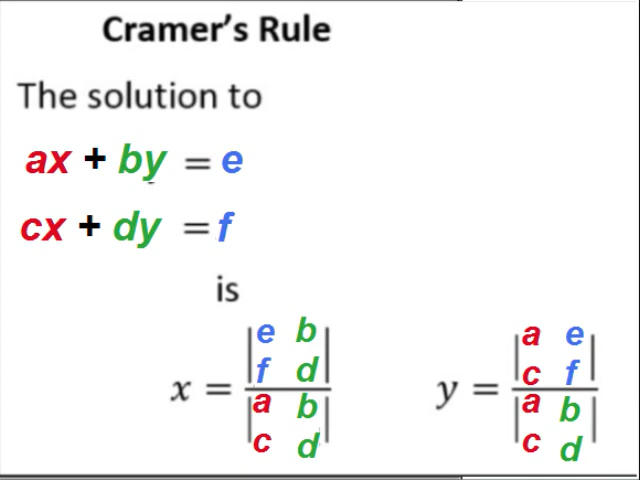 Cramer's Rule
The solution to
ax + by = e
cx + dy = f
is
x = |e b| y = |a e|
|f d| |c f|
|a b| |a b|
|c d| |c d|